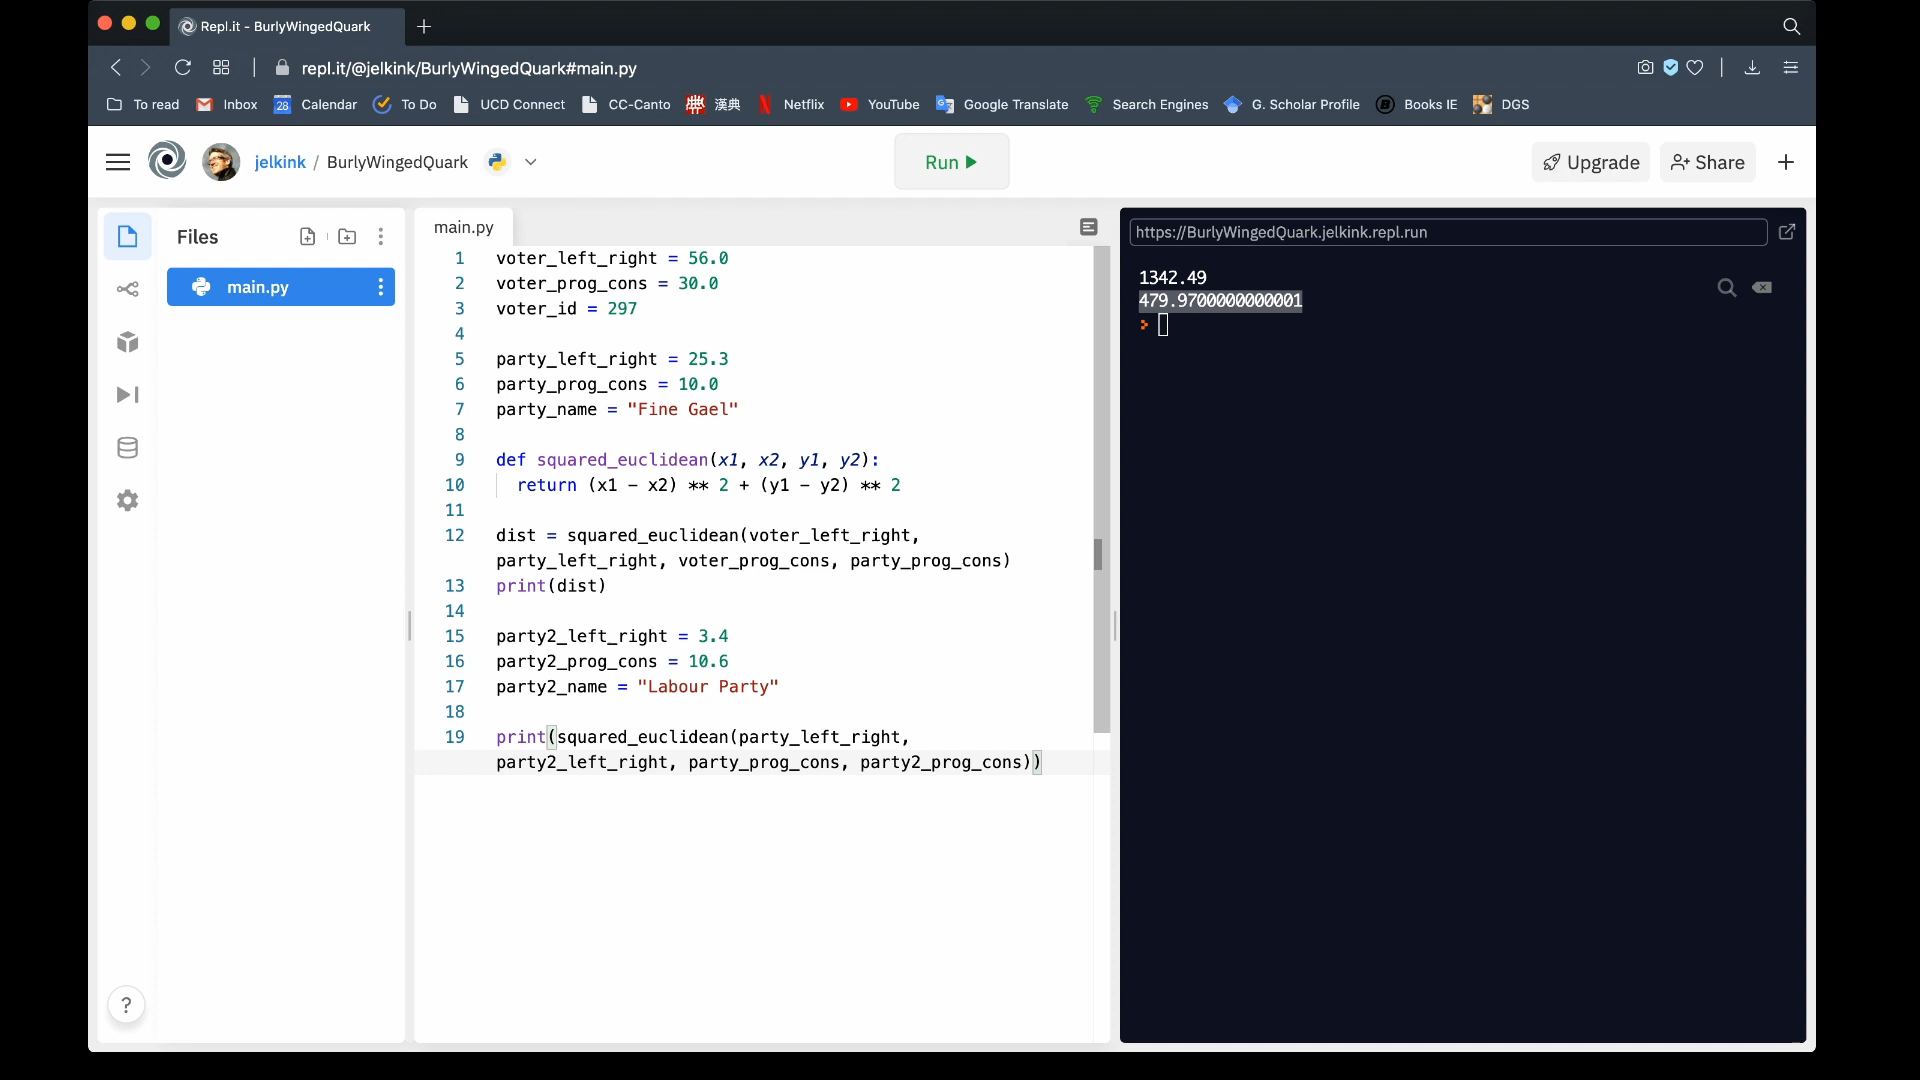 Repl.it - BurlyWingedQuark
repl.it/@jelkink/BurlyWingedQuark#main.py
To read Inbox 28 Calendar To Do UCD Connect CC-Canto 漢典 Netflix YouTube Google Translate Search Engines G. Scholar Profile B Books IE DGS
jelkink / BurlyWingedQuark
Run
Upgrade Share
Files
main.py
?
main.py
1 voter_left_right = 56.0
2 voter_prog_cons = 30.0
3 voter_id = 297
4
5 party_left_right = 25.3
6 party_prog_cons = 10.0
7 party_name = "Fine Gael"
8
9 def squared_euclidean(x1, x2, y1, y2):
10 return (x1 - x2) ** 2 + (y1 - y2) ** 2
11
12 dist = squared_euclidean(voter_left_right,
party_left_right, voter_prog_cons, party_prog_cons)
13 print(dist)
14
15 party2_left_right = 3.4
16 party2_prog_cons = 10.6
17 party2_name = "Labour Party"
18
19 print(squared_euclidean(party_left_right,
party2_left_right, party_prog_cons, party2_prog_cons))
https://BurlyWingedQuark.jelkink.repl.run
1342.49
479.9700000000001